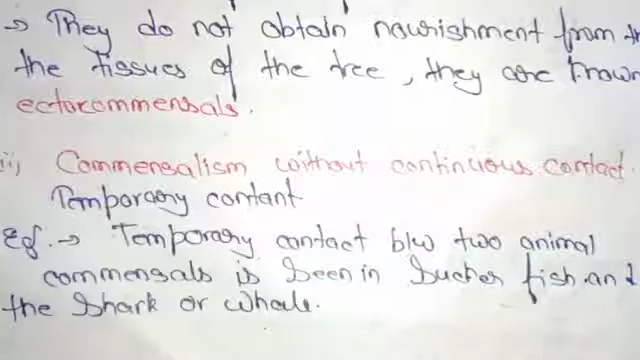 → They do not obtain nourishment from
the tissues of the tree, they are known
ectocommensals.
ii) Commensalism without continuous contact.
Temporary contant
Eg. → Temporary contact b/w two animal
commensals is seen in sucker fish and
the shark or whale.